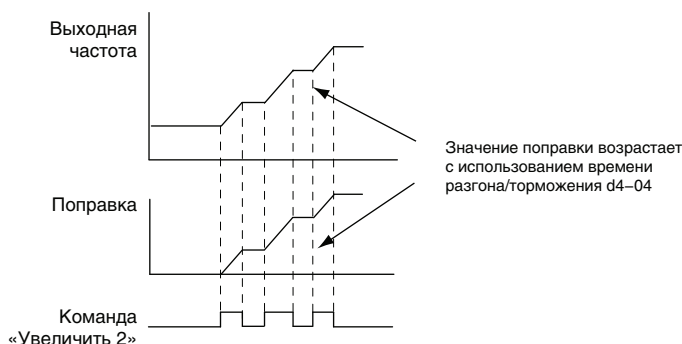 Выходная
частота
Значение поправки возрастает
с использованием времени
разгона/торможения d4–04
Поправка
Команда
«Увеличить 2»